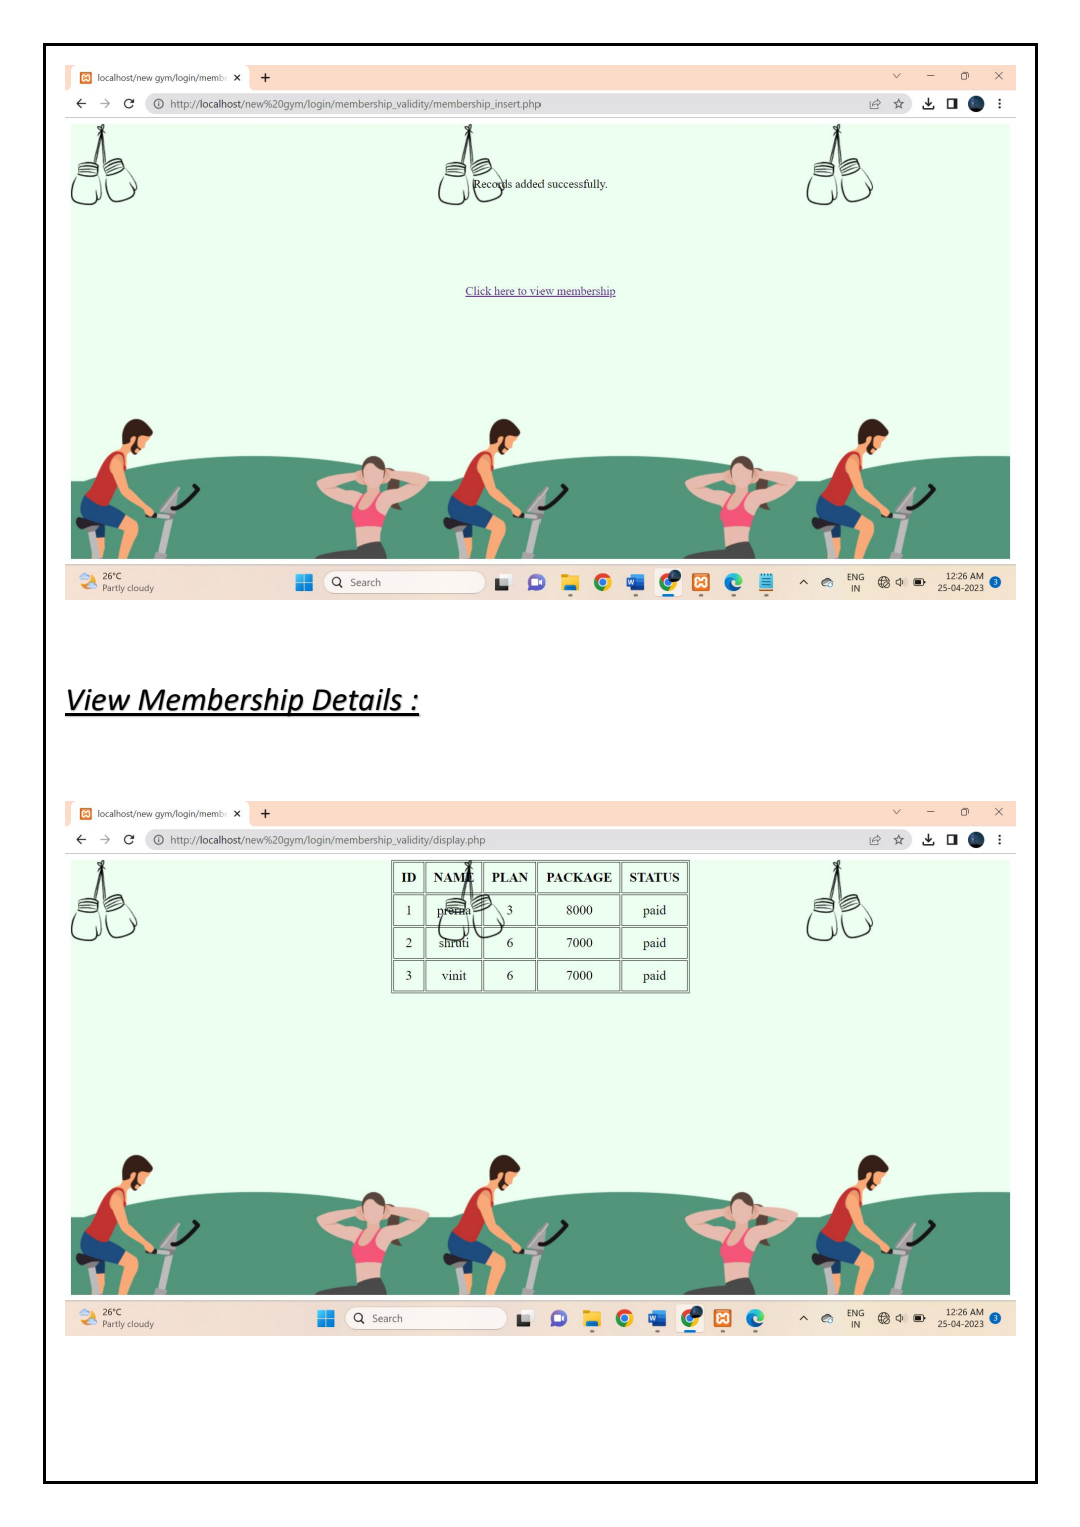 localhost/new gym/login/memb
http://localhost/new%20gym/login/membership_validity/membership_insert.php
Records added successfully.
Click here to view membership
26°C
Partly cloudy
Search
ENG
IN
12:26 AM
25-04-2023
3
View Membership Details :
localhost/new gym/login/memb
http://localhost/new%20gym/login/membership_validity/display.php
ID NAME PLAN PACKAGE STATUS
1 prerna 3 8000 paid
2 shruti 6 7000 paid
3 vinit 6 7000 paid
26°C
Partly cloudy
Search
ENG
IN
12:26 AM
25-04-2023
3